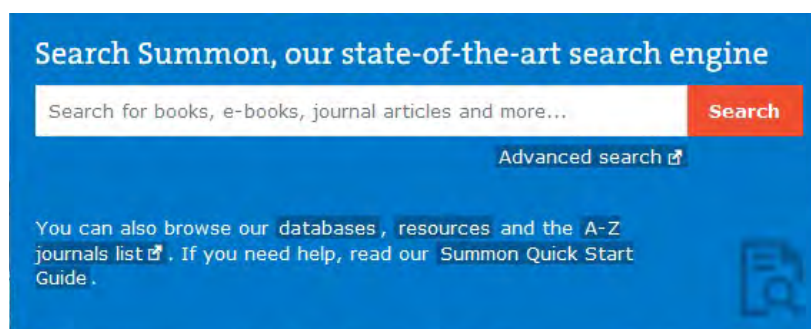 Search Summon, our state-of-the-art search engine
Search for books, e-books, journal articles and more... Search
Advanced search
You can also browse our databases, resources and the A-Z
journals list. If you need help, read our Summon Quick Start
Guide.